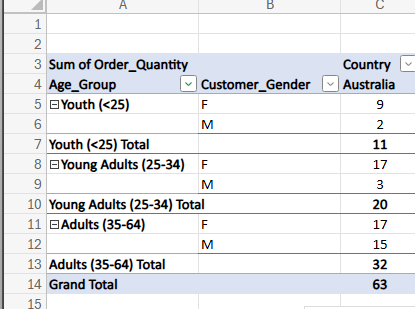 A B C
1
2
3 Sum of Order_Quantity Country
4 Age_Group Customer_Gender Australia
5 Youth (<25) F 9
6 M 2
7 Youth (<25) Total 11
8 Young Adults (25-34) F 17
9 M 3
10 Young Adults (25-34) Total 20
11 Adults (35-64) F 17
12 M 15
13 Adults (35-64) Total 32
14 Grand Total 63
15